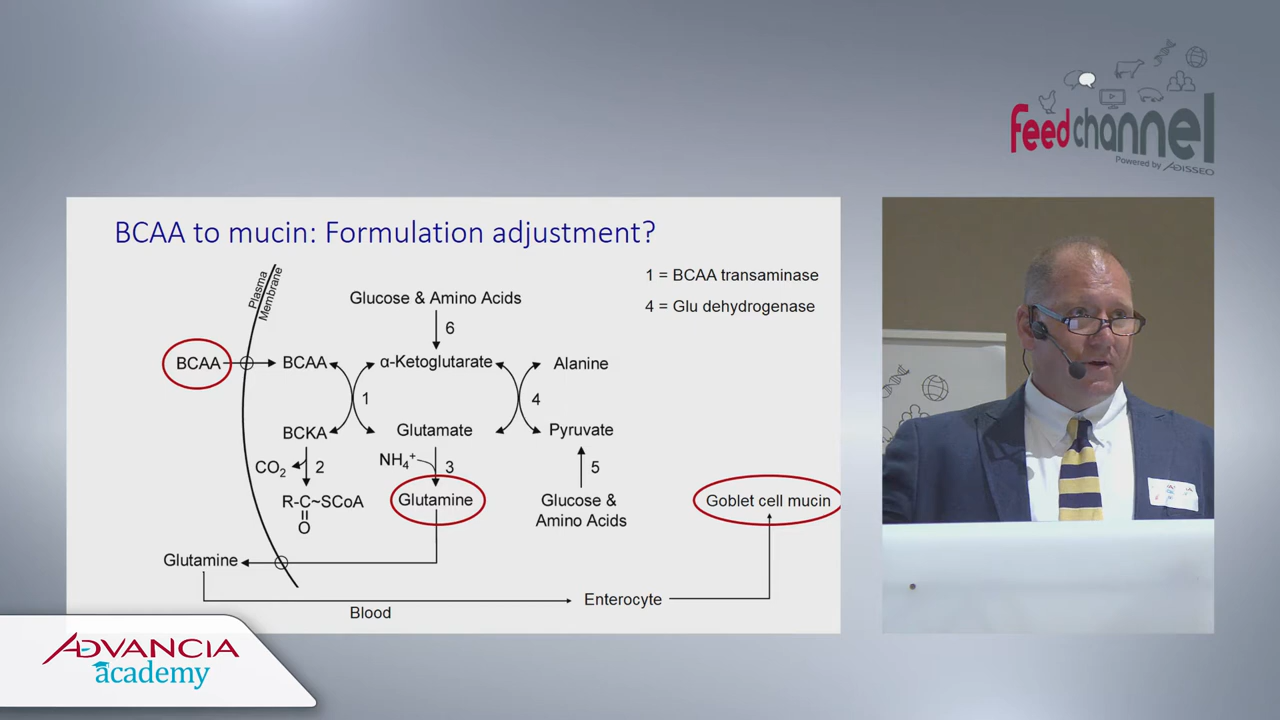 feedchannel
Powered by ADISSEO
BCAA to mucin: Formulation adjustment?
Plasma
Membrane
1 = BCAA transaminase
4 = Glu dehydrogenase
Glucose & Amino Acids
6
BCAA
BCAA
α-Ketoglutarate
Alanine
1
4
BCKA
Glutamate
Pyruvate
CO₂
2
NH₄⁺
3
5
R-C~SCoA
O
Glutamine
Glucose &
Amino Acids
Goblet cell mucin
Glutamine
Enterocyte
Blood
ADVANCIA
academy